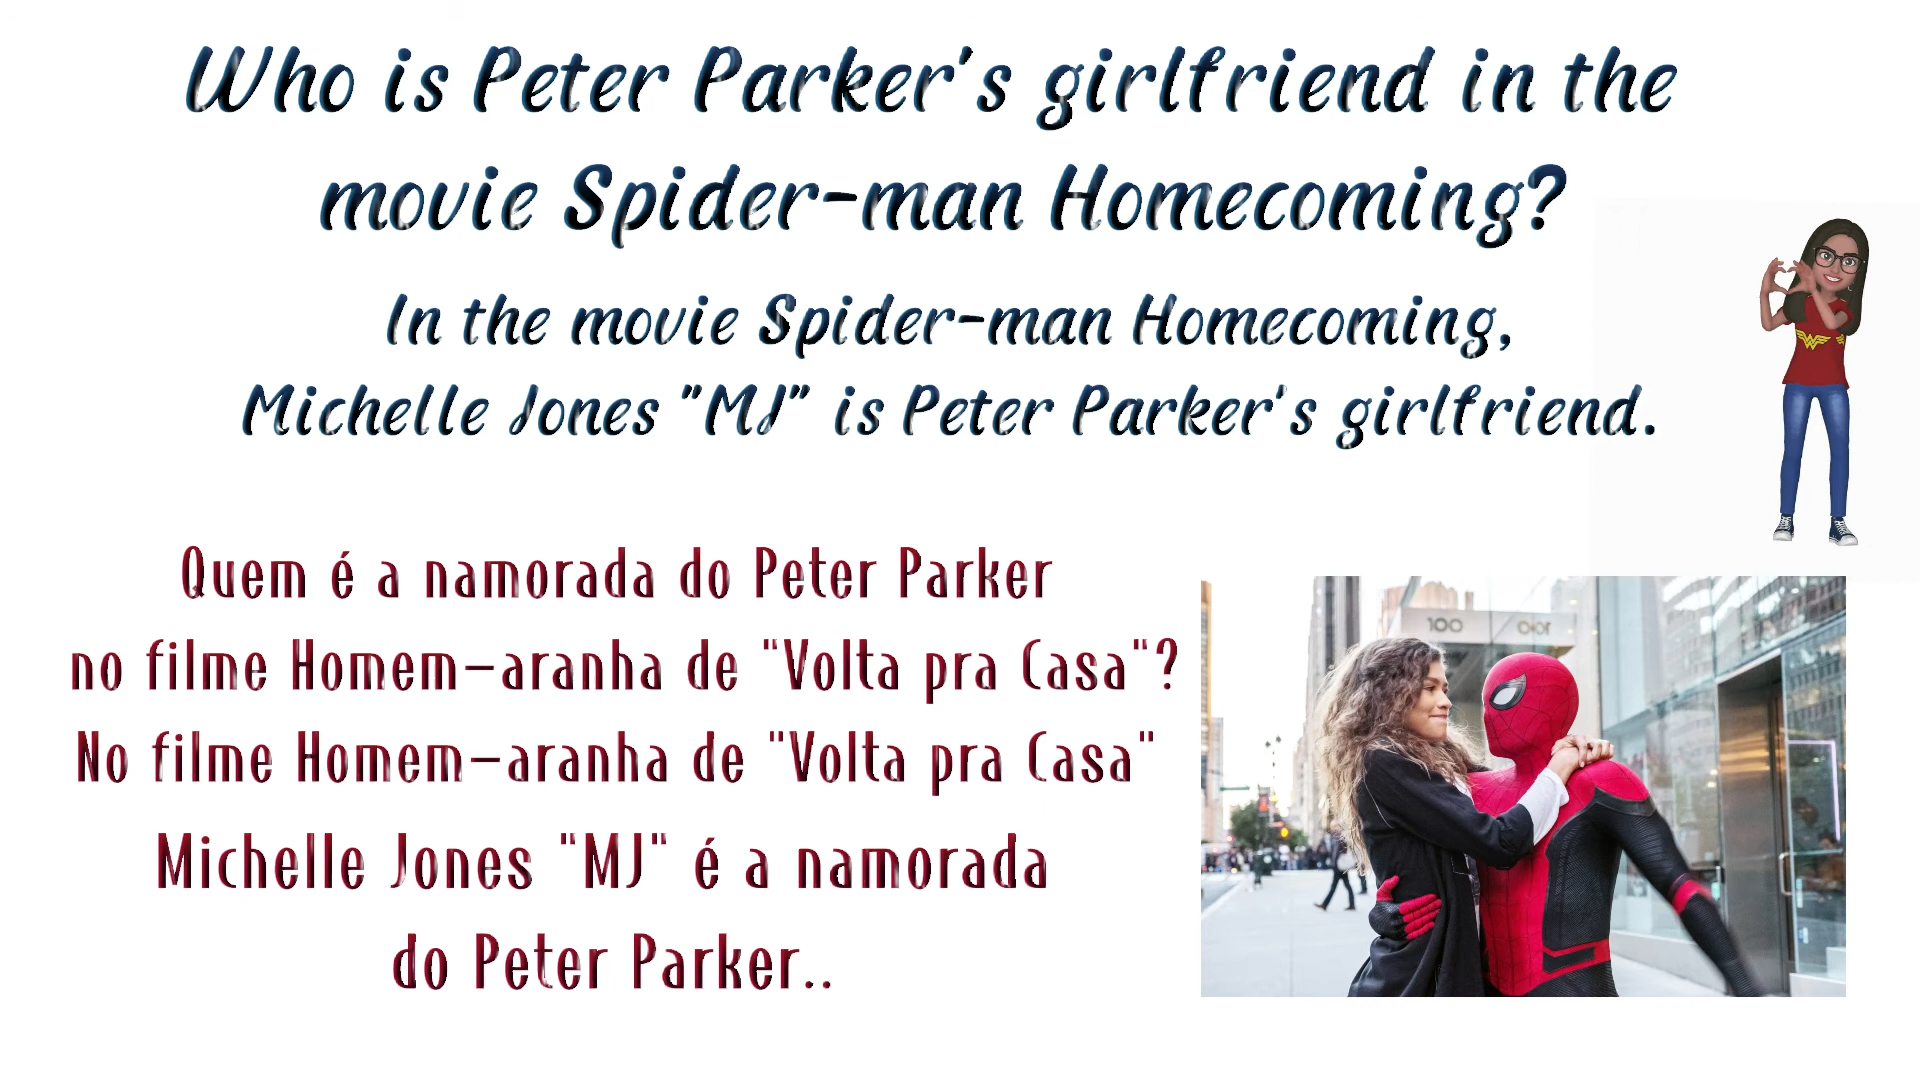 Who is Peter Parker's girlfriend in the
movie Spider-man Homecoming?
In the movie Spider-man Homecoming,
Michelle Jones "MJ" is Peter Parker's girlfriend.
Quem é a namorada do Peter Parker
no filme Homem-aranha de "Volta pra Casa"?
No filme Homem-aranha de "Volta pra Casa"
Michelle Jones "MJ" é a namorada
do Peter Parker..
100